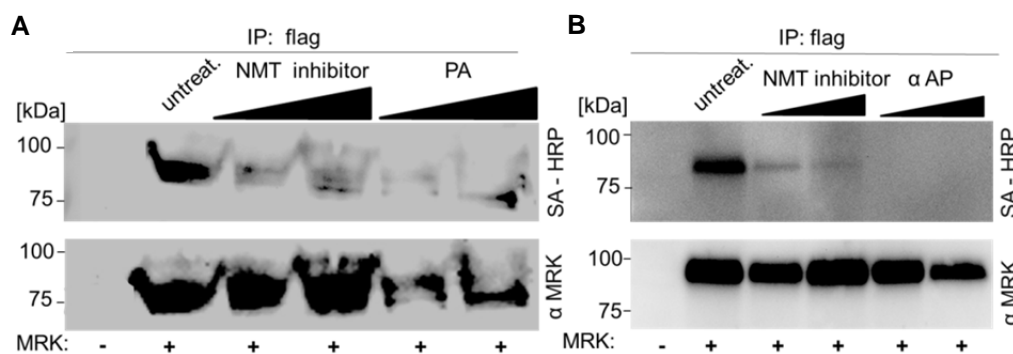 A
IP: flag
untreat.
NMT inhibitor
PA
[kDa]
100
75
SA - HRP
100
75
α MRK
MRK: - + + + + +
B
IP: flag
untreat.
NMT inhibitor
α AP
[kDa]
100
75
SA - HRP
100
75
α MRK
MRK: - + + + + +